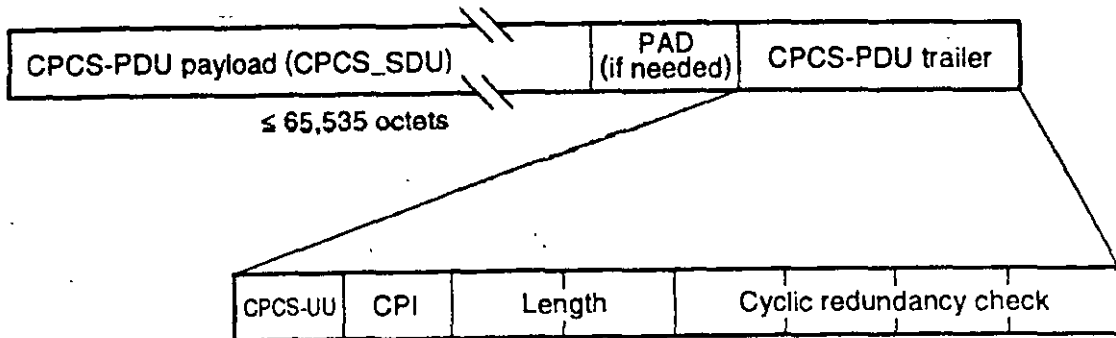 CPCS-PDU payload (CPCS_SDU)
PAD
(if needed)
CPCS-PDU trailer
≤ 65,535 octets
CPCS-UU
CPI
Length
Cyclic redundancy check